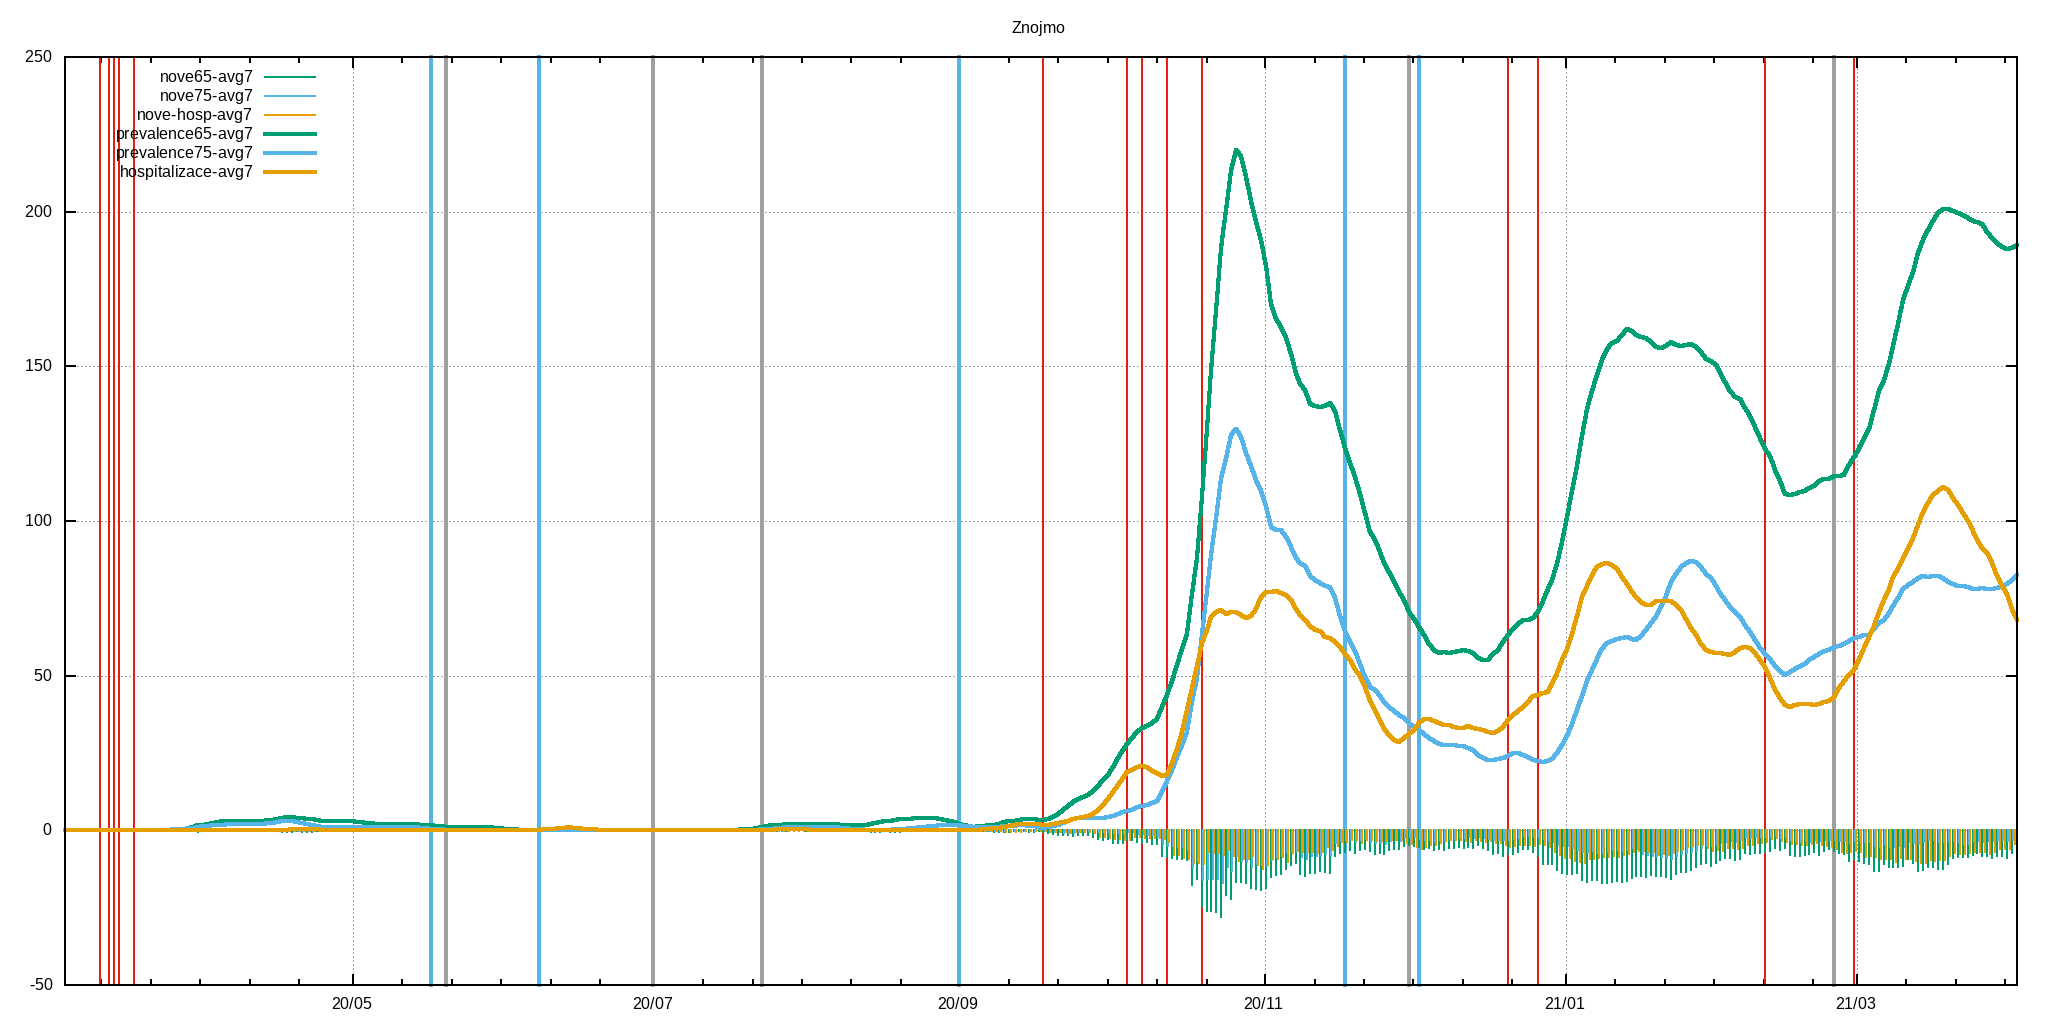 Znojmo
250
200
150
100
50
0
-50
nove65-avg7
nove75-avg7
nove-hosp-avg7
prevalence65-avg7
prevalence75-avg7
hospitalizace-avg7
20/05 20/07 20/09 20/11 21/01 21/03